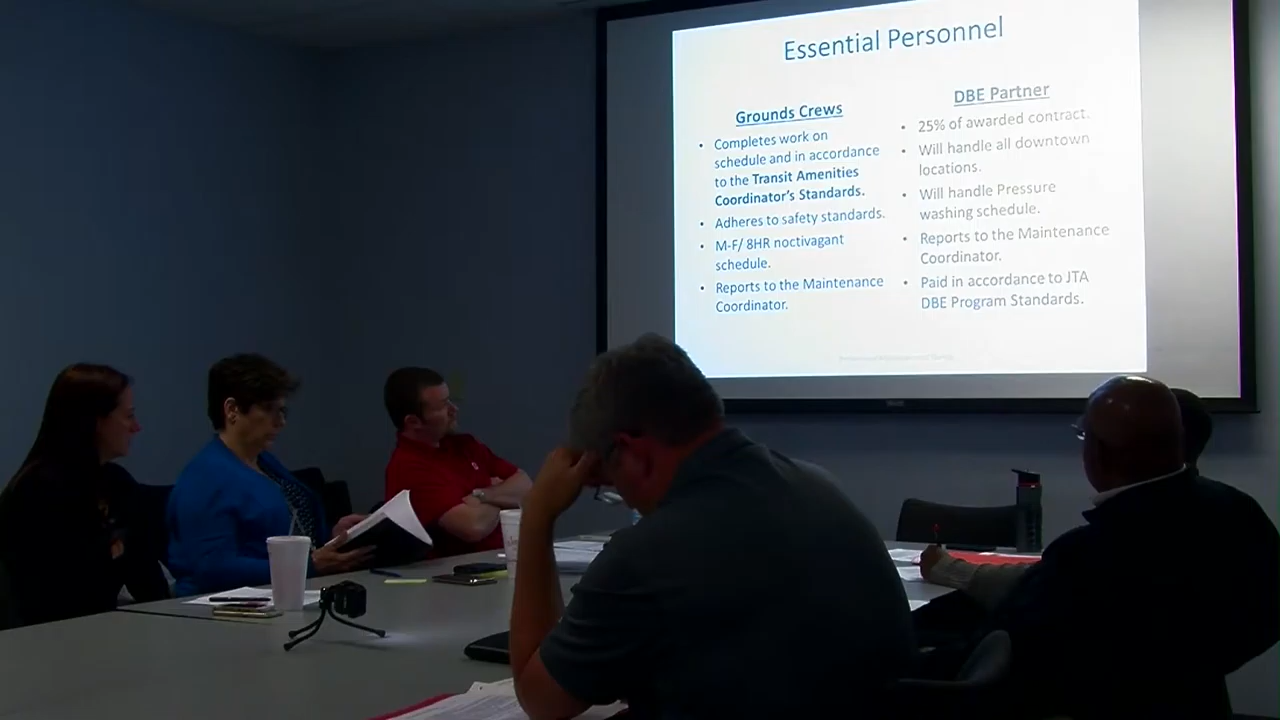 Essential Personnel
Grounds Crews
• Completes work on
schedule and in accordance
to the Transit Amenities
Coordinator's Standards.
• Adheres to safety standards.
• M-F/ 8HR noctivagant
schedule.
• Reports to the Maintenance
Coordinator.
DBE Partner
• 25% of awarded contract.
• Will handle all downtown
locations.
• Will handle Pressure
washing schedule.
• Reports to the Maintenance
Coordinator.
• Paid in accordance to JTA
DBE Program Standards.